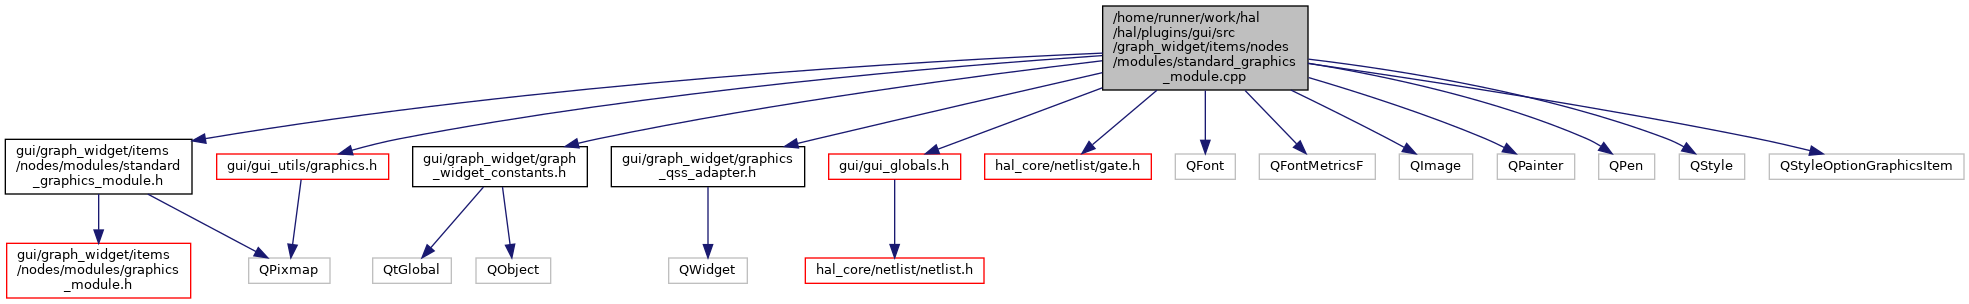 /home/runner/work/hal
/hal/plugins/gui/src
/graph_widget/items/nodes
/modules/standard_graphics
_module.cpp
gui/graph_widget/items
/nodes/modules/standard
_graphics_module.h
gui/gui_utils/graphics.h
gui/graph_widget/graph
_widget_constants.h
gui/graph_widget/graphics
_qss_adapter.h
gui/gui_globals.h
hal_core/netlist/gate.h
QFont
QFontMetricsF
QImage
QPainter
QPen
QStyle
QStyleOptionGraphicsItem
gui/graph_widget/items
/nodes/modules/graphics
_module.h
QPixmap
QtGlobal
QObject
QWidget
hal_core/netlist/netlist.h